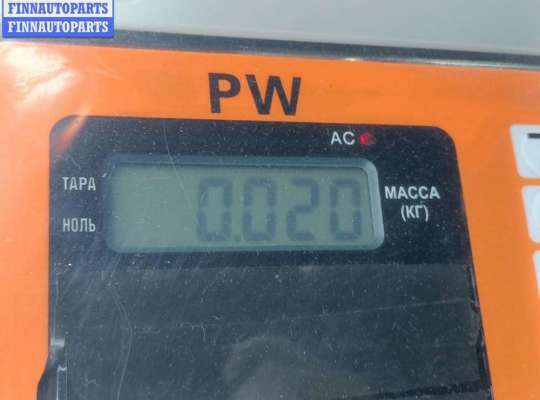 FINNAUTOPARTS
FINNAUTOPARTS
PW
AC
ТАРА
0.020
МАССА
НОЛЬ
(КГ)